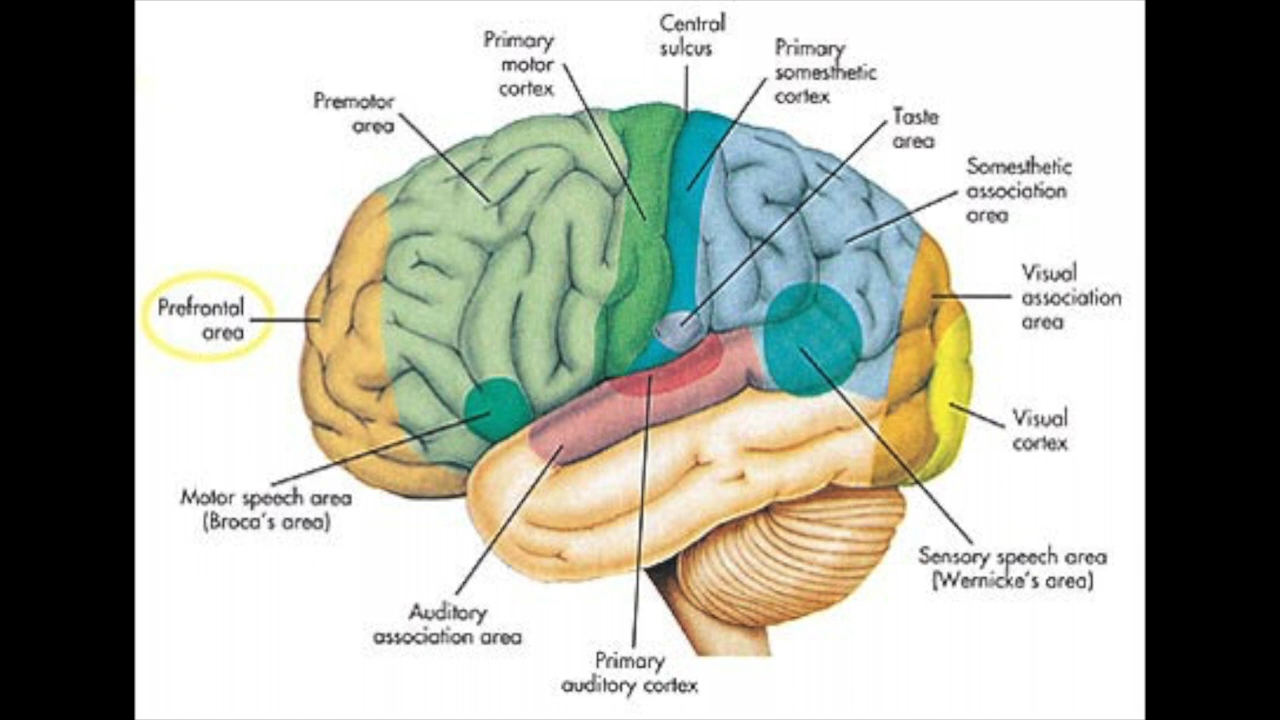 Central
sulcus
Primary
motor
cortex
Primary
somesthetic
cortex
Premotor
area
Taste
area
Somesthetic
association
area
Prefrontal
area
Visual
association
area
Visual
cortex
Motor speech area
(Broca's area)
Sensory speech area
(Wernicke's area)
Auditory
association area
Primary
auditory cortex